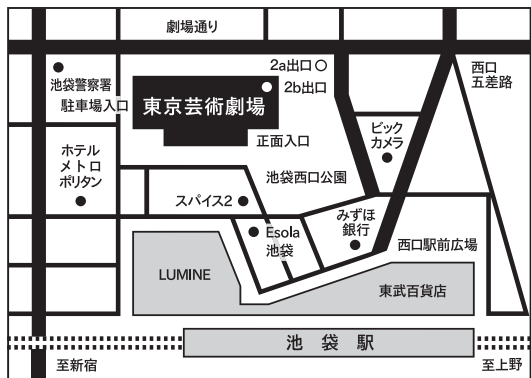 劇場通り
2a出口
2b出口
西口
五差路
池袋警察署
駐車場入口
東京芸術劇場
正面入口
ビック
カメラ
ホテル
メトロ
ポリタン
池袋西口公園
スパイス2
みずほ
銀行
Esola
池袋
西口駅前広場
LUMINE
東武百貨店
池袋駅
至新宿
至上野